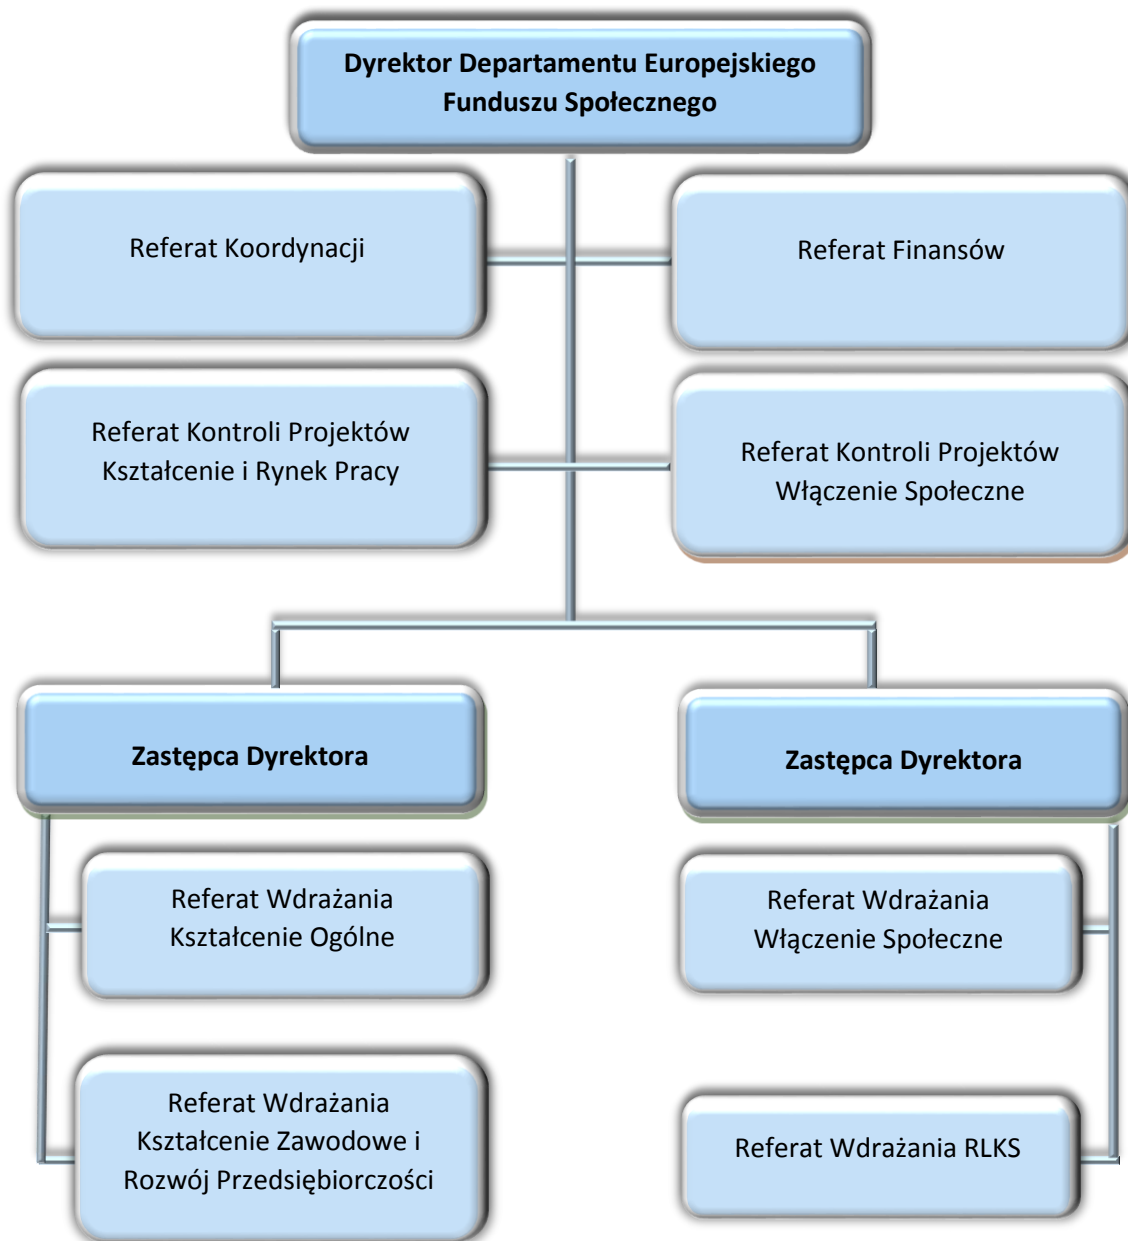 Dyrektor Departamentu Europejskiego
Funduszu Społecznego
Referat Koordynacji
Referat Finansów
Referat Kontroli Projektów
Kształcenie i Rynek Pracy
Referat Kontroli Projektów
Włączenie Społeczne
Zastępca Dyrektora
Zastępca Dyrektora
Referat Wdrażania
Kształcenie Ogólne
Referat Wdrażania
Włączenie Społeczne
Referat Wdrażania
Kształcenie Zawodowe i
Rozwój Przedsiębiorczości
Referat Wdrażania RLKS